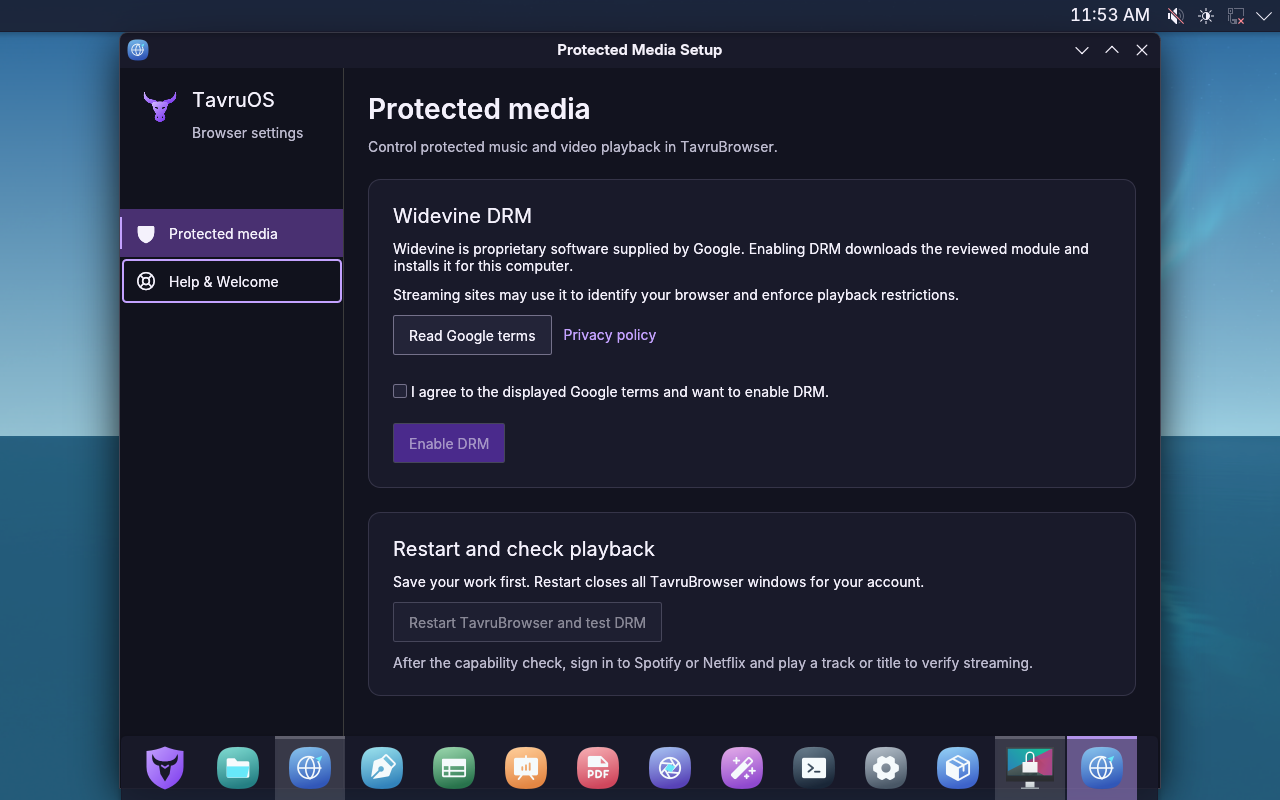 11:53 AM
Protected Media Setup
TavruOS
Browser settings
Protected media
Help & Welcome
Protected media
Control protected music and video playback in TavruBrowser.
Widevine DRM
Widevine is proprietary software supplied by Google. Enabling DRM downloads the reviewed module and
installs it for this computer.
Streaming sites may use it to identify your browser and enforce playback restrictions.
Read Google terms
Privacy policy
I agree to the displayed Google terms and want to enable DRM.
Enable DRM
Restart and check playback
Save your work first. Restart closes all TavruBrowser windows for your account.
Restart TavruBrowser and test DRM
After the capability check, sign in to Spotify or Netflix and play a track or title to verify streaming.
PDF